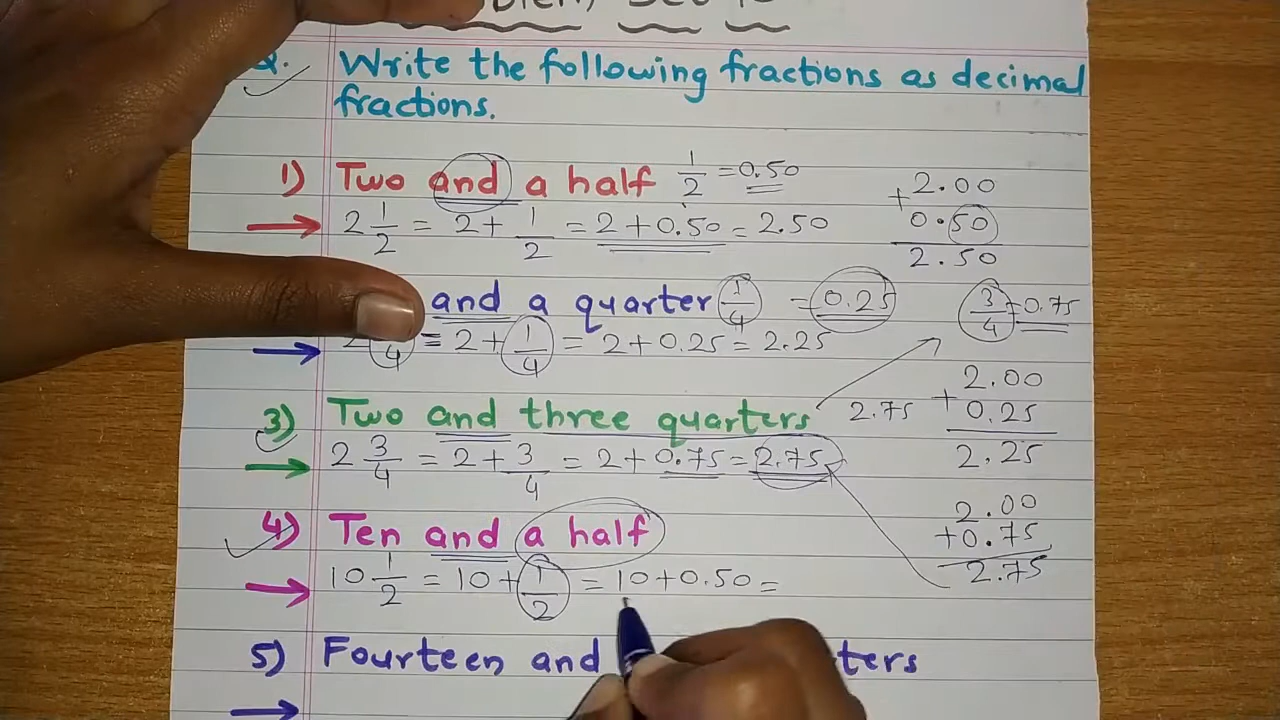 Write the following fractions as decimal
fractions.
1) Two and a half 1/2 = 0.50
2 1/2 = 2 + 1/2 = 2 + 0.50 = 2.50
2.00
+ 0.50
2.50
and a quarter 1/4 = 0.25
= 2 + 1/4 = 2 + 0.25 = 2.25
3/4 = 0.75
3) Two and three quarters
2.75
2 3/4 = 2 + 3/4 = 2 + 0.75 = 2.75
2.00
+ 0.25
2.25
2.00
+ 0.75
2.75
4) Ten and a half
10 1/2 = 10 + 1/2 = 10 + 0.50 =
5) Fourteen and